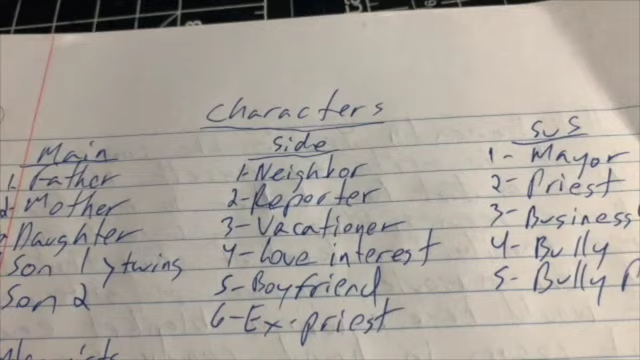 Characters
Main
1. Father
2- Mother
Daughter
Son 1 > twins
Son 2
side
1- Neighbor
2- Reporter
3- Vacationer
4- Love interest
5- Boyfriend
6- Ex-priest
sus
1- Mayor
2- Priest
3- Business
4- Bully
5- Bully